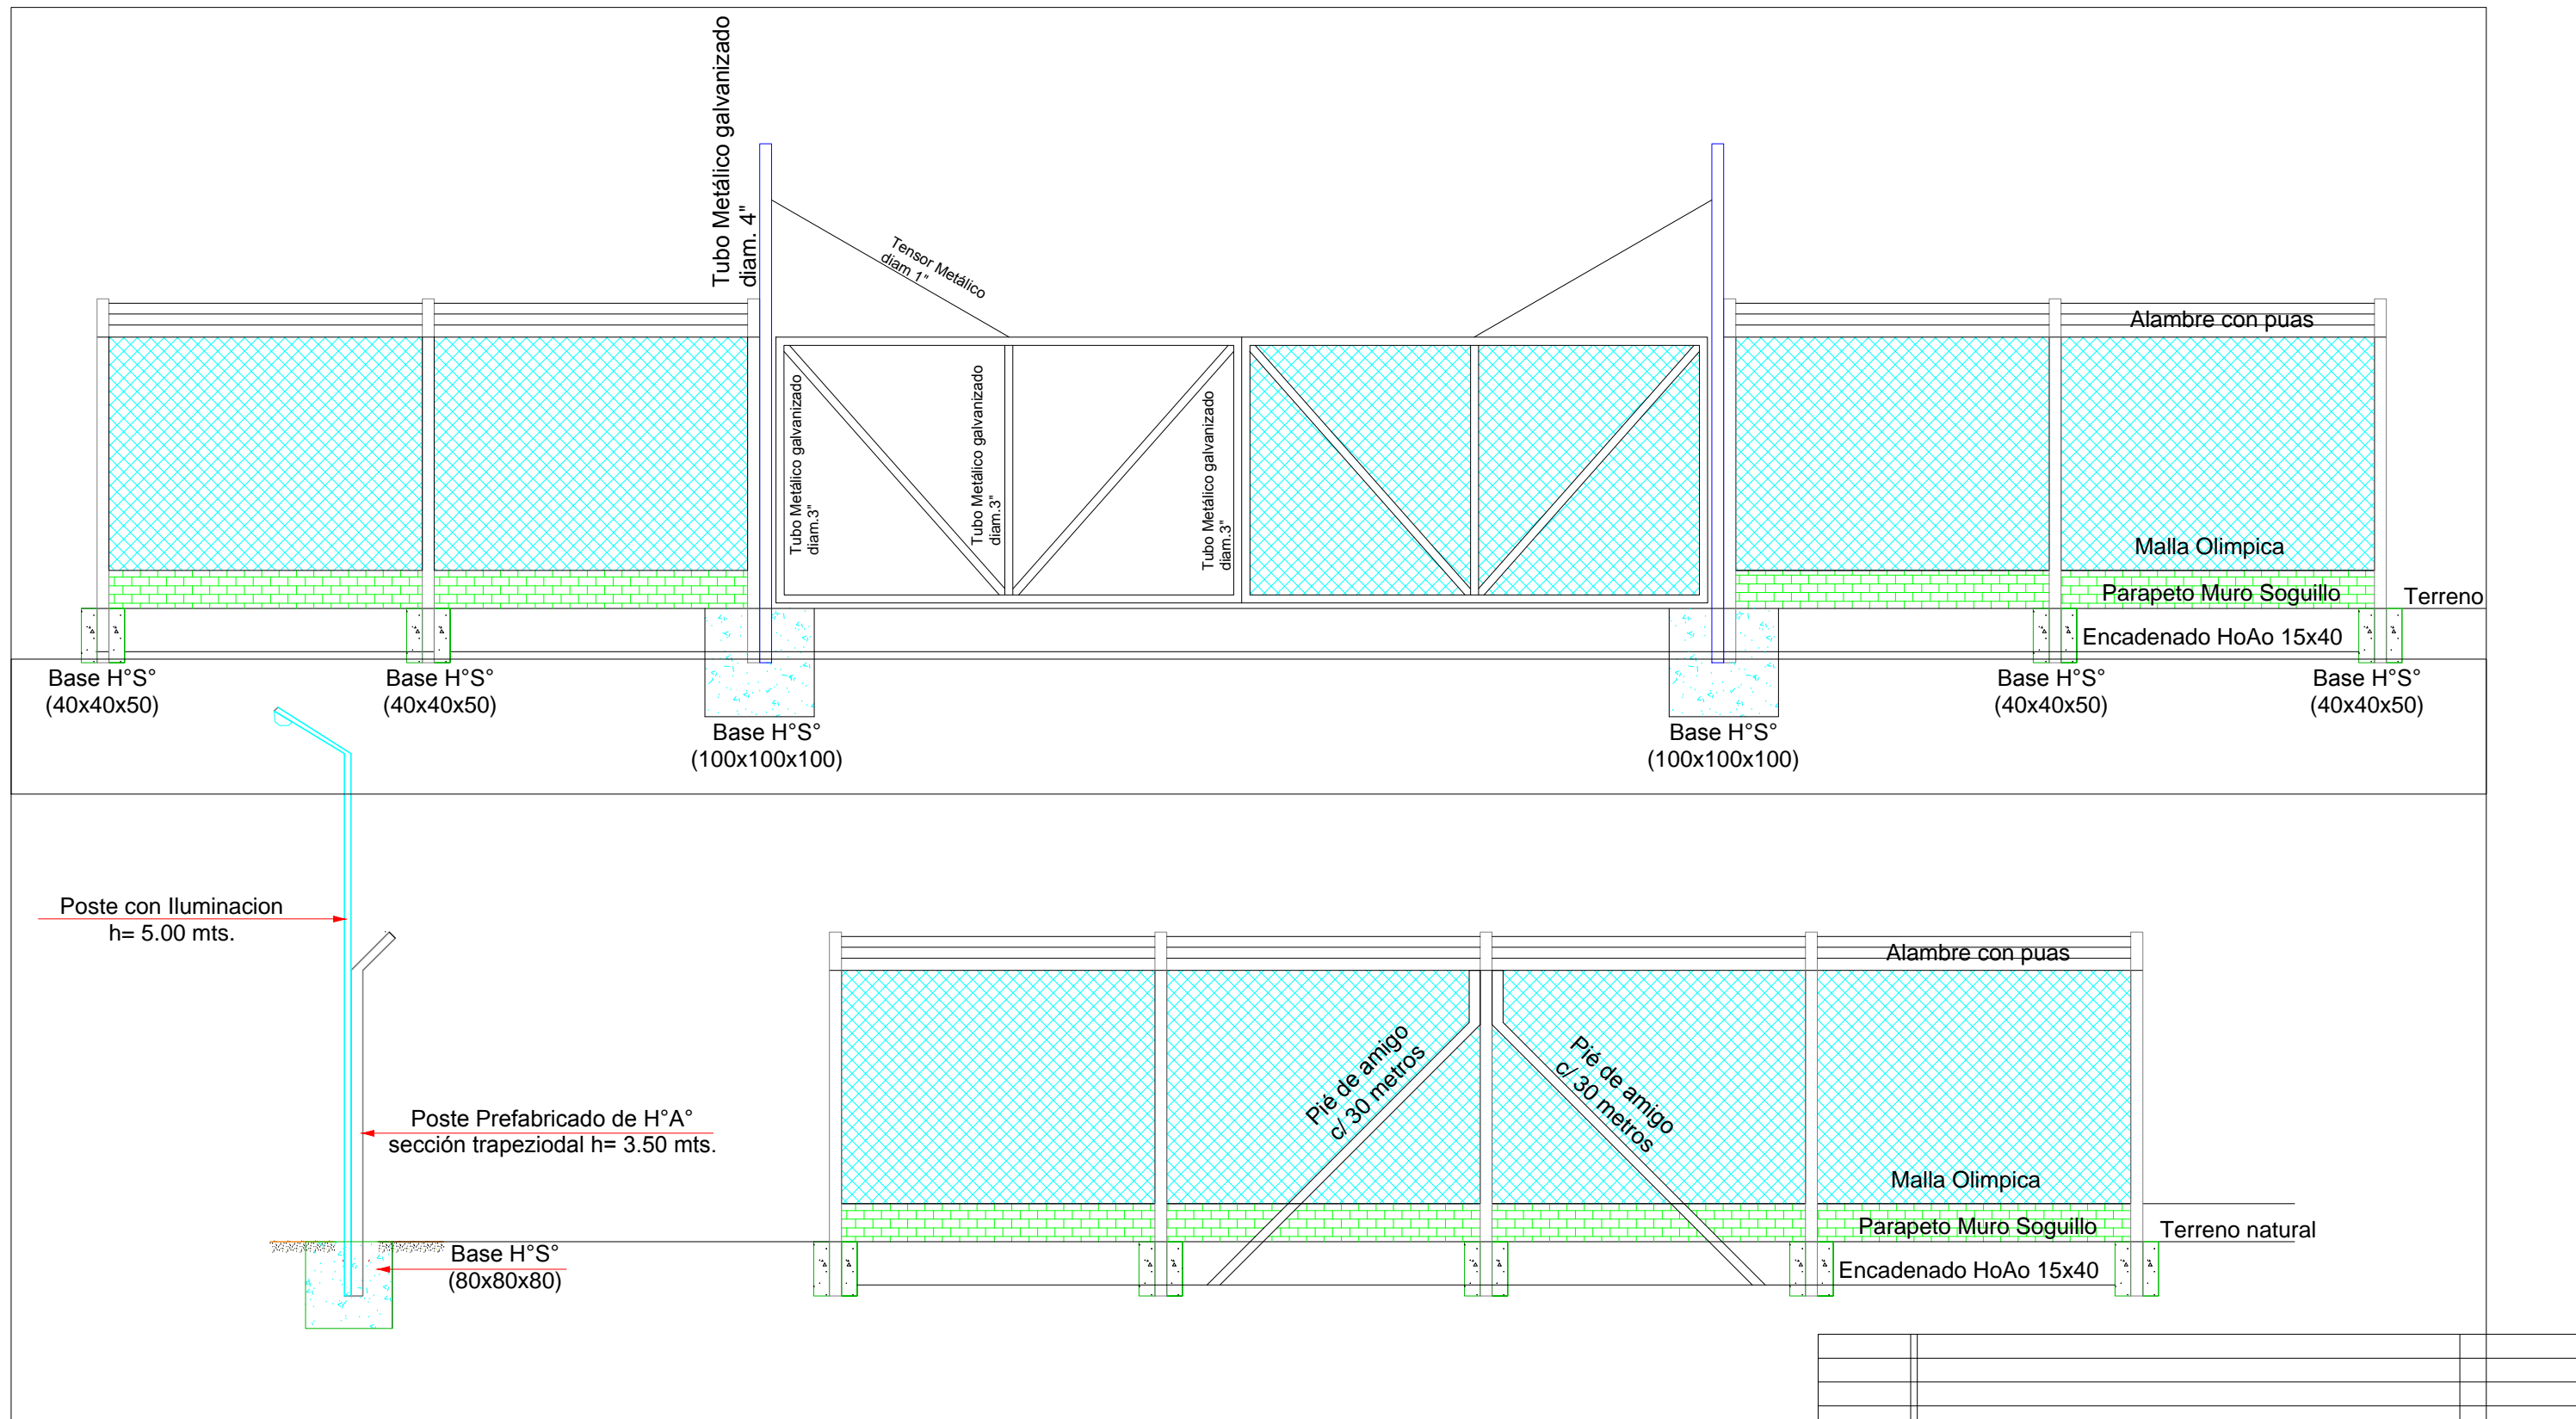 Tubo Metálico galvanizado
diam. 4"
Tensor Metálico
diam 1"
Alambre con puas
Tubo Metálico galvanizado
diam.3"
Tubo Metálico galvanizado
diam.3"
Tubo Metálico galvanizado
diam.3"
Malla Olimpica
Parapeto Muro Soguillo
Terreno
Encadenado HoAo 15x40
Base H°S°
(40x40x50)
Base H°S°
(40x40x50)
Base H°S°
(100x100x100)
Base H°S°
(100x100x100)
Base H°S°
(40x40x50)
Base H°S°
(40x40x50)
Poste con Iluminacion
h= 5.00 mts.
Poste Prefabricado de H°A°
sección trapeziodal h= 3.50 mts.
Base H°S°
(80x80x80)
Alambre con puas
Pié de amigo
c/ 30 metros
Pié de amigo
c/ 30 metros
Malla Olimpica
Parapeto Muro Soguillo
Terreno natural
Encadenado HoAo 15x40